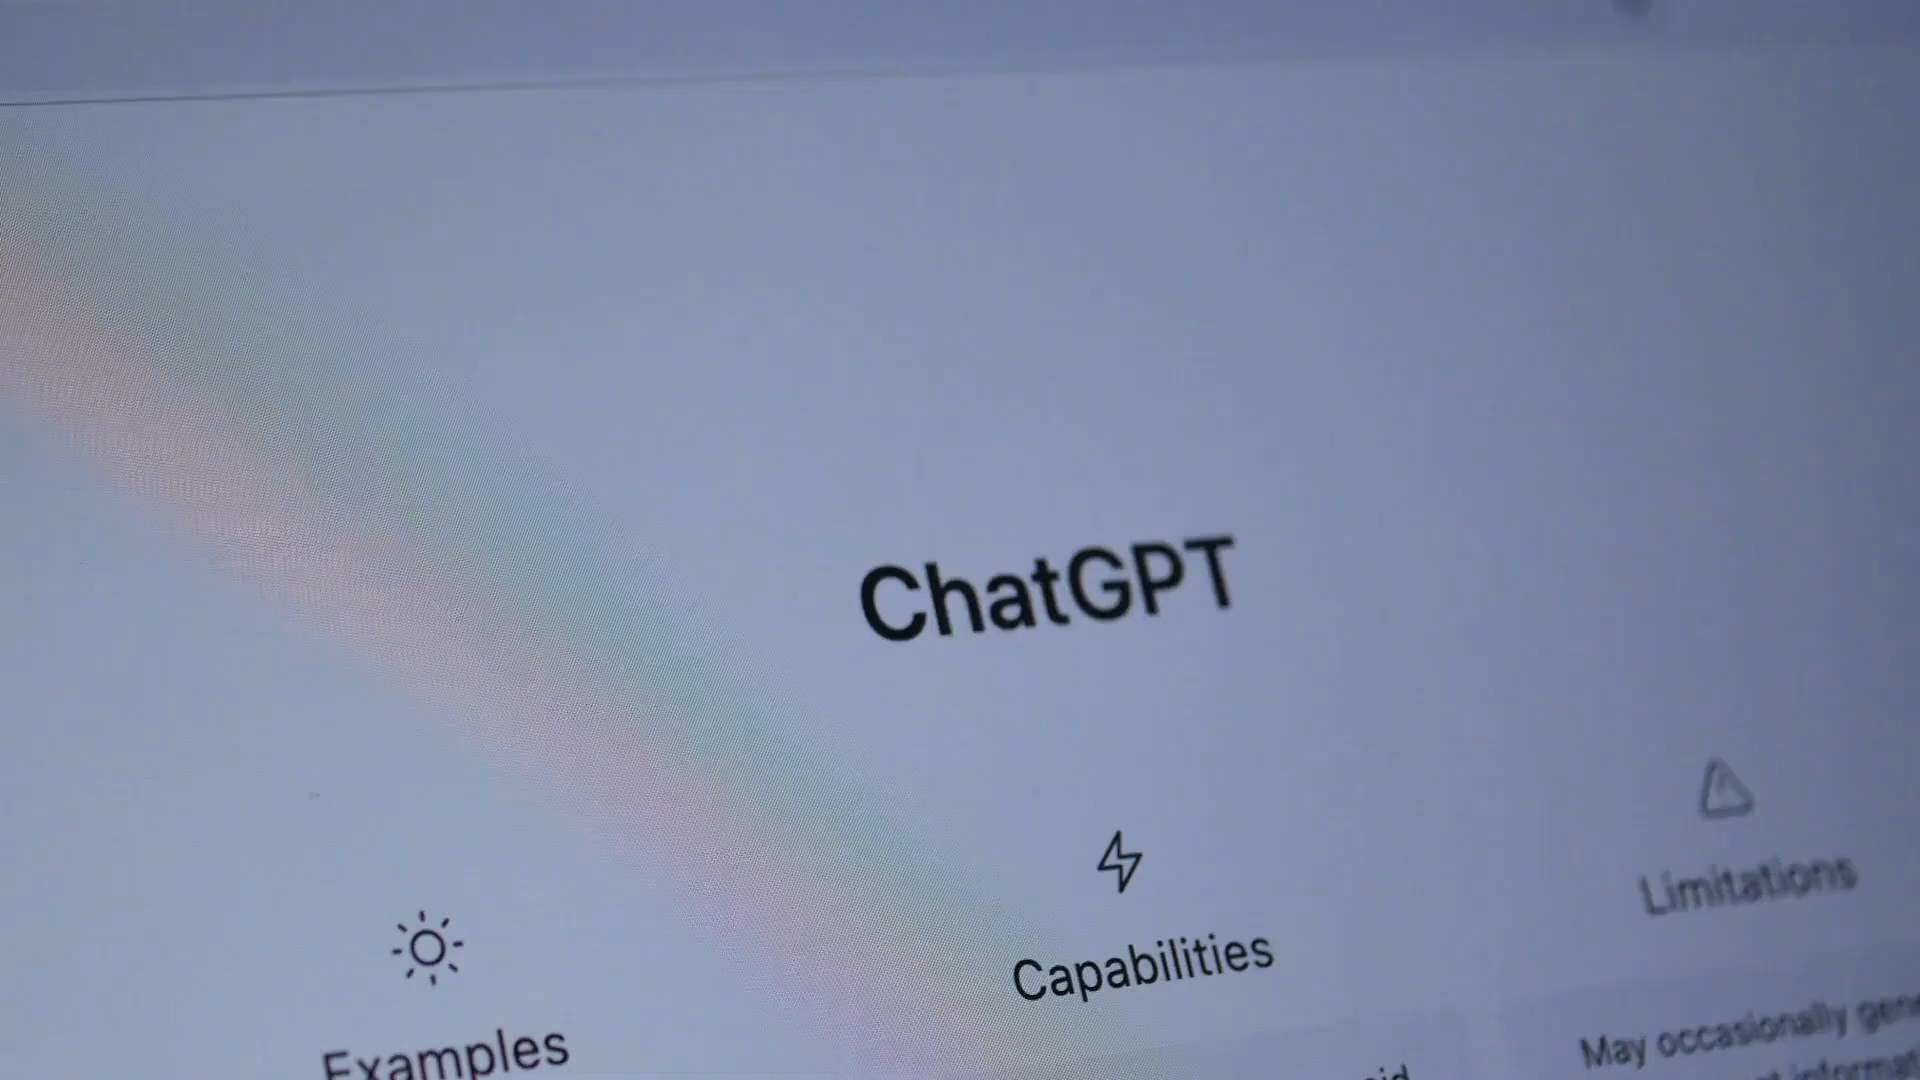 ChatGPT
Examples
Capabilities
Limitations
May occasionally